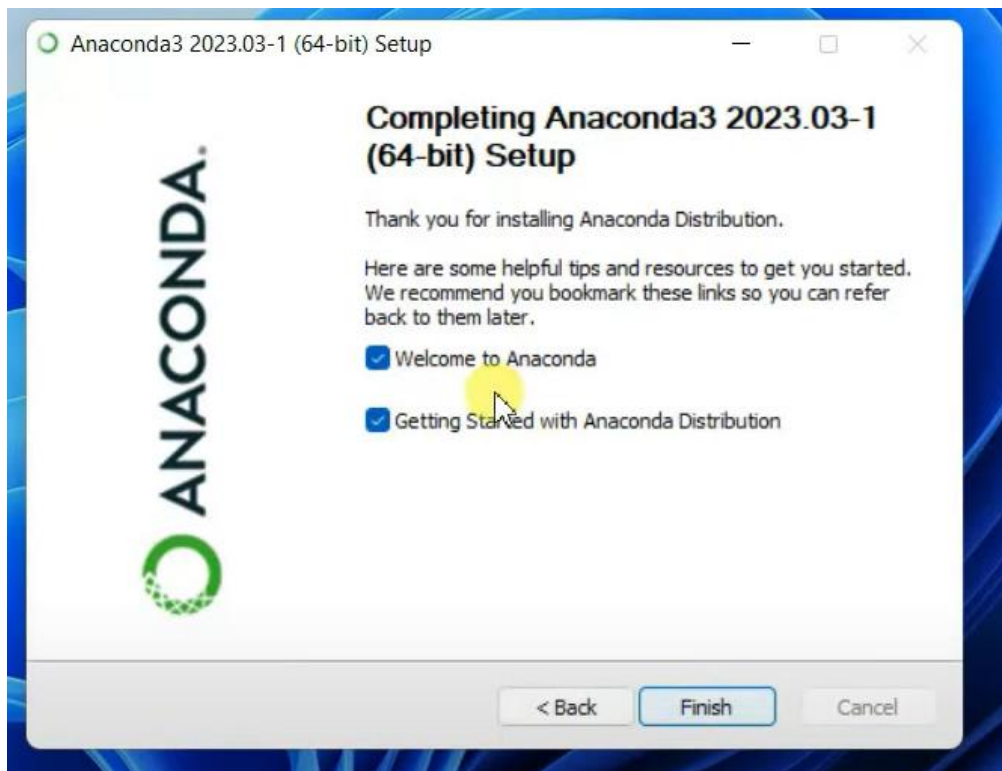 Anaconda3 2023.03-1 (64-bit) Setup
ANACONDA.
Completing Anaconda3 2023.03-1
(64-bit) Setup
Thank you for installing Anaconda Distribution.
Here are some helpful tips and resources to get you started.
We recommend you bookmark these links so you can refer
back to them later.
Welcome to Anaconda
Getting Started with Anaconda Distribution
< Back
Finish
Cancel